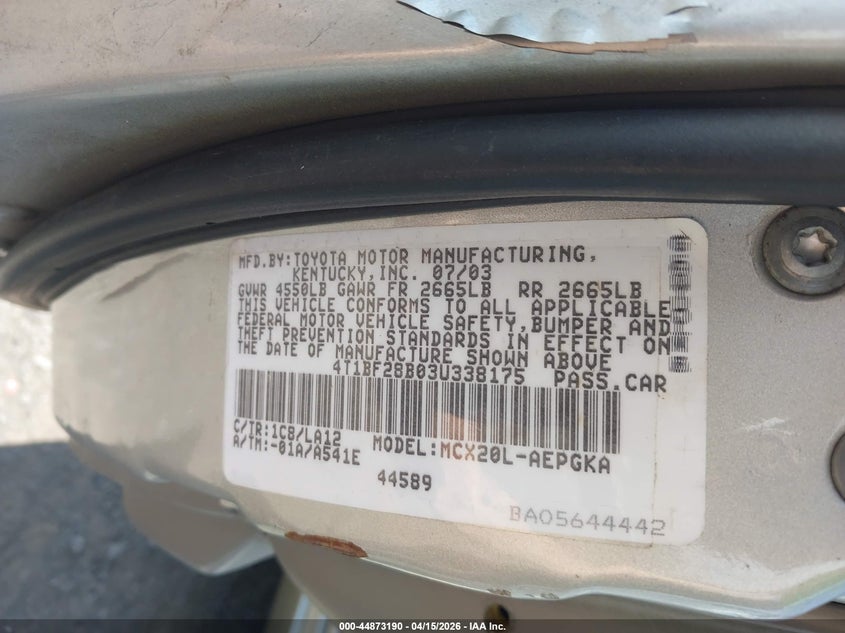 MFD.BY:TOYOTA MOTOR MANUFACTURING,
KENTUCKY,INC. 07/03
GVWR 4550LB GAWR FR 2665LB RR 2665LB
THIS VEHICLE CONFORMS TO ALL APPLICABLE
FEDERAL MOTOR VEHICLE SAFETY,BUMPER AND
THEFT PREVENTION STANDARDS IN EFFECT ON
THE DATE OF MANUFACTURE SHOWN ABOVE
4T1BF28B03U338175 PASS.CAR
C/TR:1C8/LA12 MODEL:MCX20L-AEPGKA
A/TM:-01A/A541E
44589
BA05644442
000-44873190 - 04/15/2026 - IAA Inc.